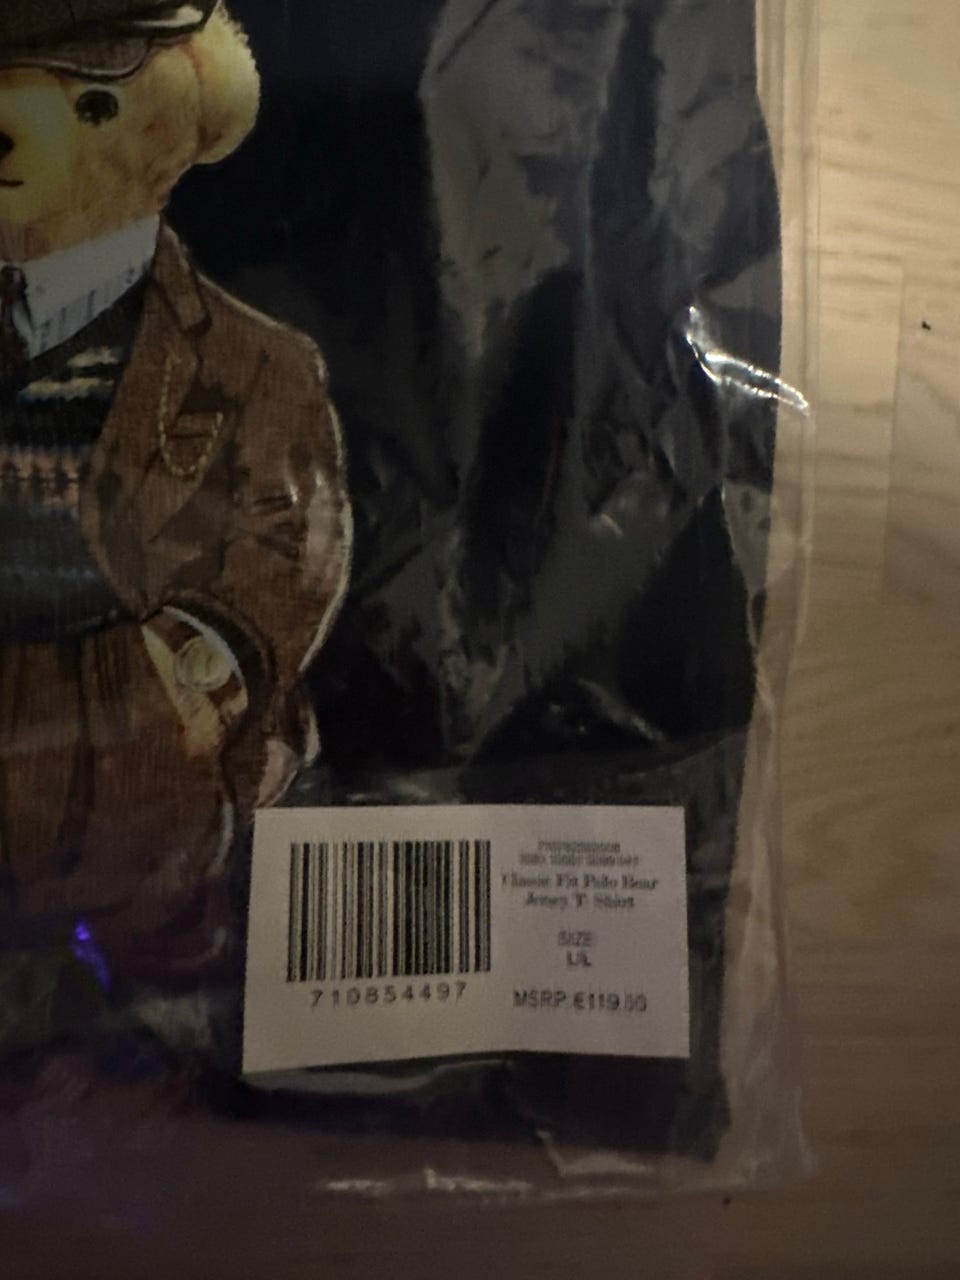 Classic Fit Polo Bear
Jersey T-Shirt
SIZE
L/L
710854497
MSRP:€119.00